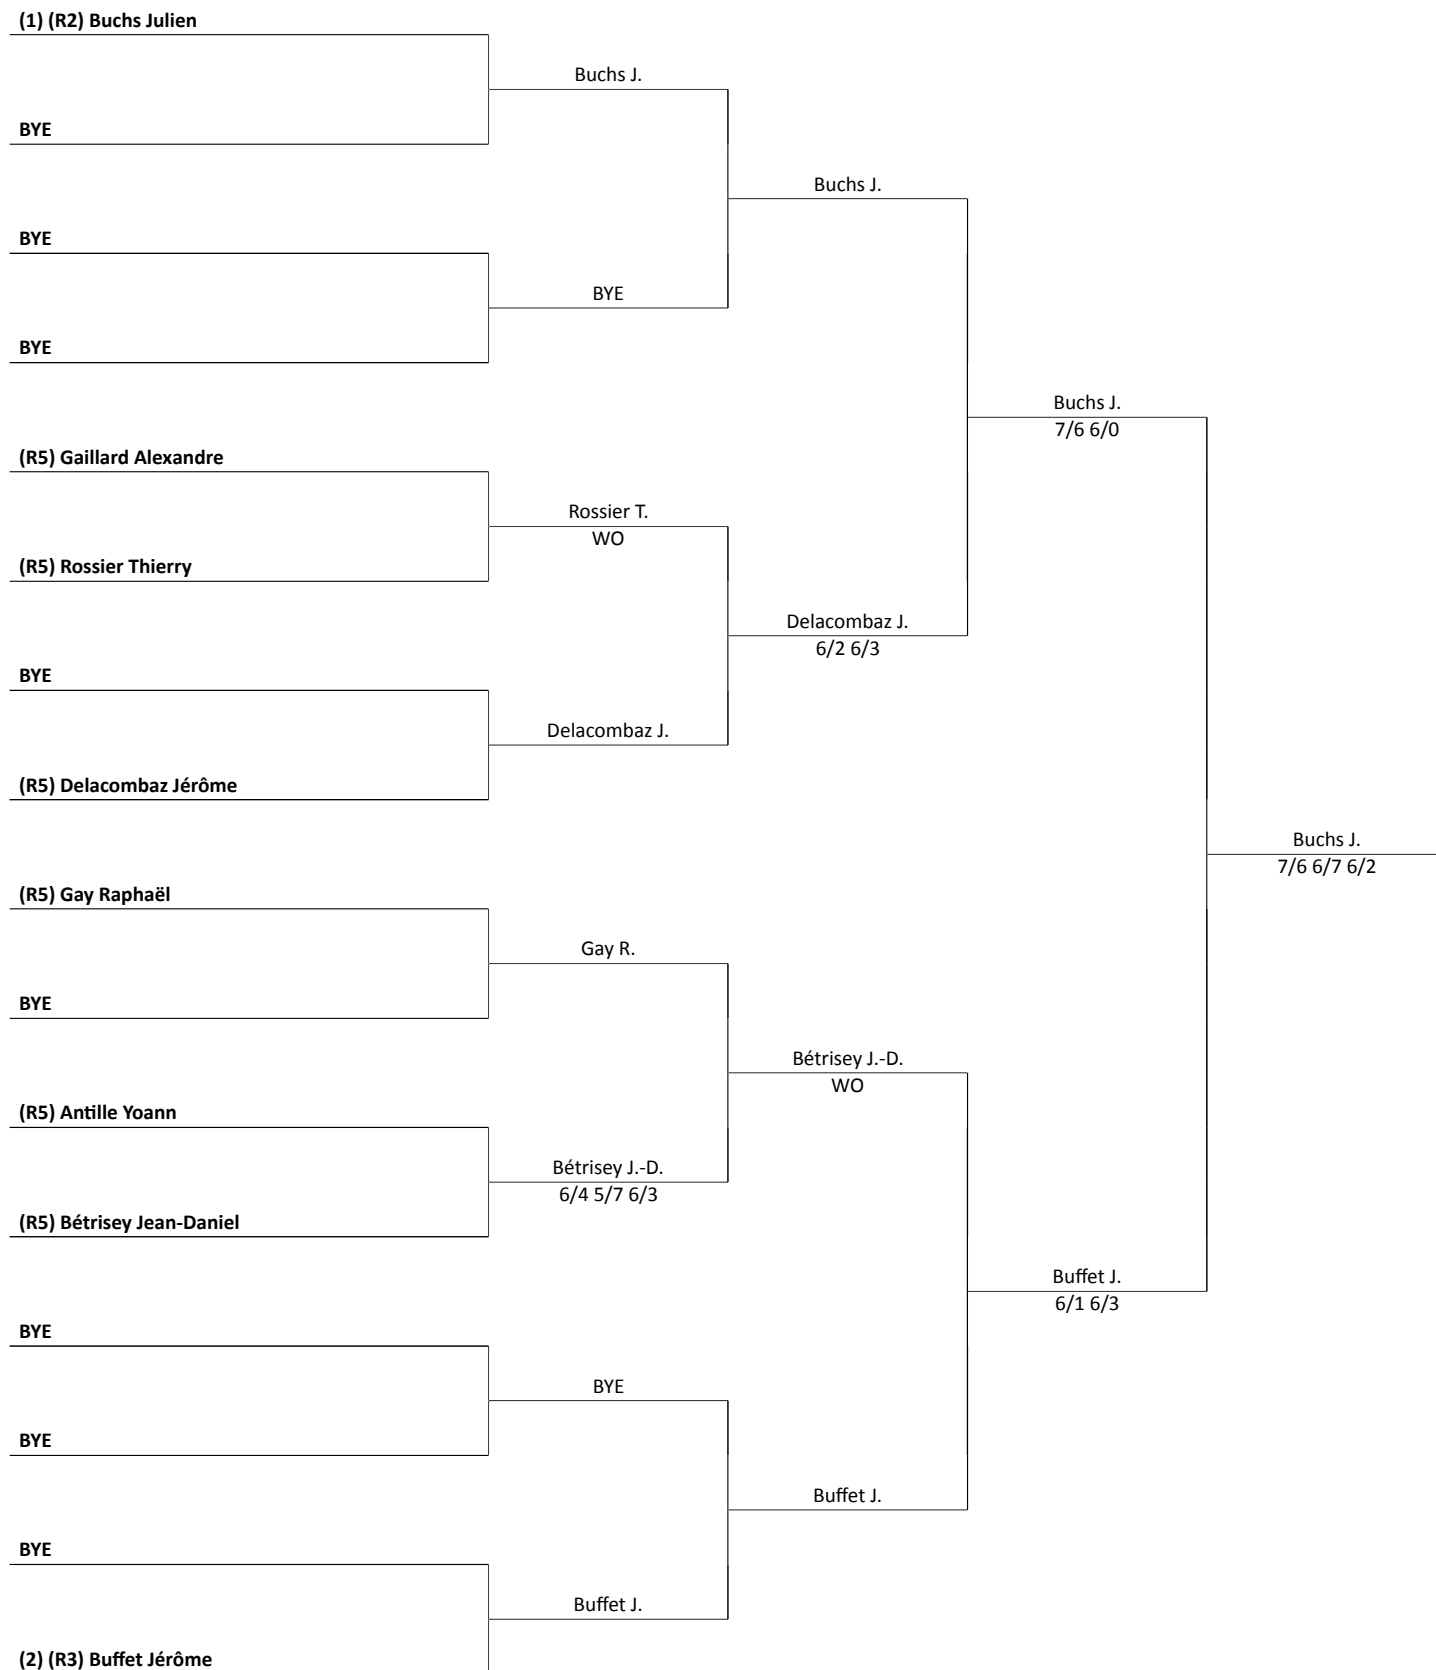 (1) (R2) Buchs Julien
Buchs J.
BYE
Buchs J.
BYE
BYE
BYE
Buchs J.
7/6 6/0
(R5) Gaillard Alexandre
Rossier T.
WO
(R5) Rossier Thierry
Delacombaz J.
6/2 6/3
BYE
Delacombaz J.
(R5) Delacombaz Jérôme
Buchs J.
7/6 6/7 6/2
(R5) Gay Raphaël
Gay R.
BYE
Bétrisey J.-D.
WO
(R5) Antille Yoann
Bétrisey J.-D.
6/4 5/7 6/3
(R5) Bétrisey Jean-Daniel
Buffet J.
6/1 6/3
BYE
BYE
BYE
Buffet J.
BYE
Buffet J.
(2) (R3) Buffet Jérôme